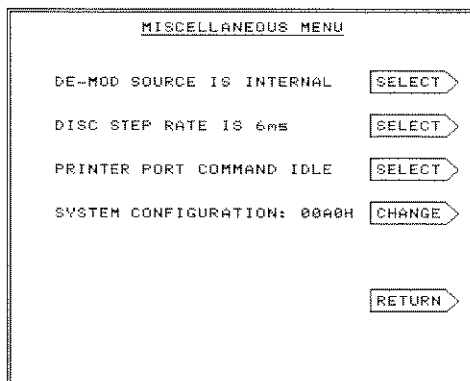 MISCELLANEOUS MENU
DE-MOD SOURCE IS INTERNAL SELECT
DISC STEP RATE IS 6ms SELECT
PRINTER PORT COMMAND IDLE SELECT
SYSTEM CONFIGURATION: 00A0H CHANGE
RETURN